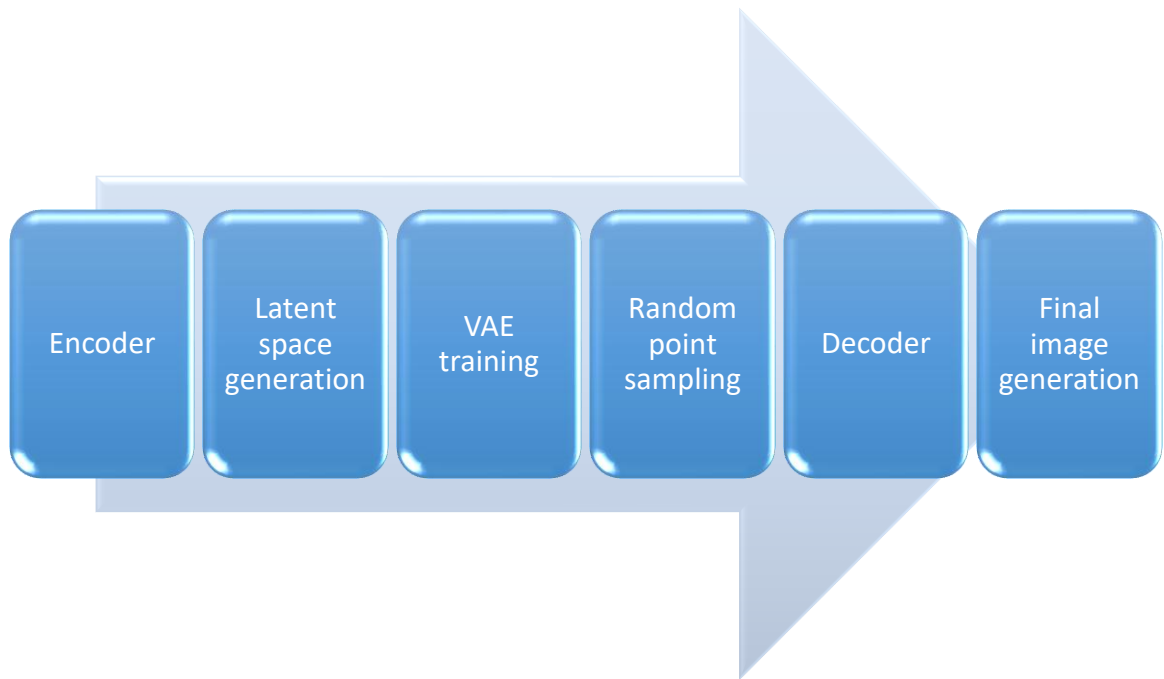 Encoder
Latent
space
generation
VAE
training
Random
point
sampling
Decoder
Final
image
generation